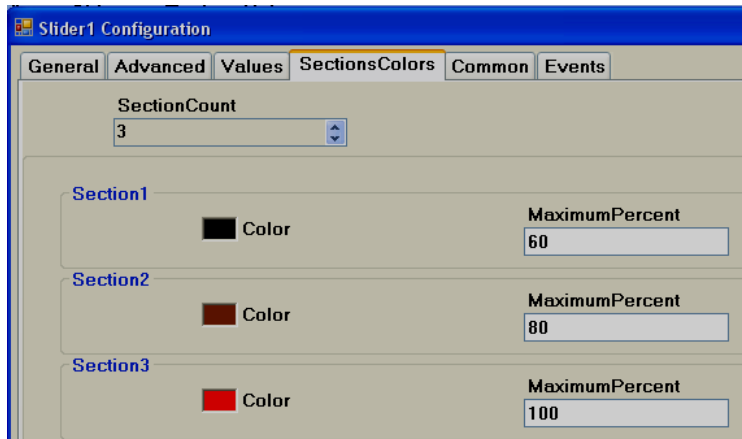 Slider1 Configuration
General Advanced Values SectionsColors Common Events
SectionCount
3
Section1
Color
MaximumPercent
60
Section2
Color
MaximumPercent
80
Section3
Color
MaximumPercent
100